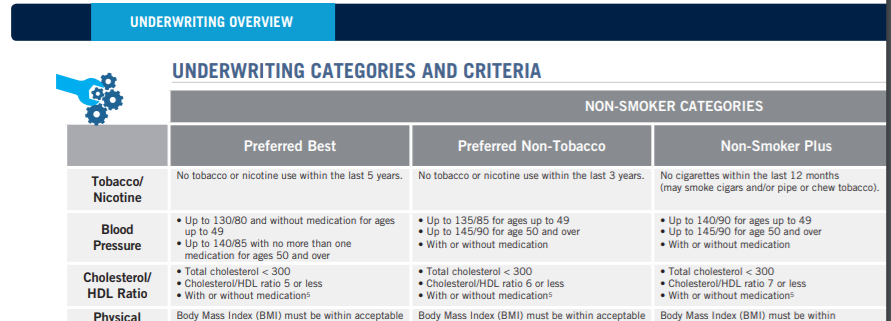 UNDERWRITING OVERVIEW
UNDERWRITING CATEGORIES AND CRITERIA
NON-SMOKER CATEGORIES
Preferred Best
Preferred Non-Tobacco
Non-Smoker Plus
Tobacco/
Nicotine
No tobacco or nicotine use within the last 5 years.
No tobacco or nicotine use within the last 3 years.
No cigarettes within the last 12 months
(may smoke cigars and/or pipe or chew tobacco).
Blood
Pressure
• Up to 130/80 and without medication for ages
up to 49
• Up to 140/85 with no more than one
medication for ages 50 and over
• Up to 135/85 for ages up to 49
• Up to 145/90 for age 50 and over
• With or without medication
• Up to 140/90 for ages up to 49
• Up to 145/90 for ages 50 and over
• With or without medication
Cholesterol/
HDL Ratio
• Total cholesterol < 300
• Cholesterol/HDL ratio 5 or less
• With or without medication⁵
• Total cholesterol < 300
• Cholesterol/HDL ratio 6 or less
• With or without medication⁵
• Total cholesterol < 300
• Cholesterol/HDL ratio 7 or less
• With or without medication⁵
Physical
Body Mass Index (BMI) must be within acceptable
Body Mass Index (BMI) must be within acceptable
Body Mass Index (BMI) must be within